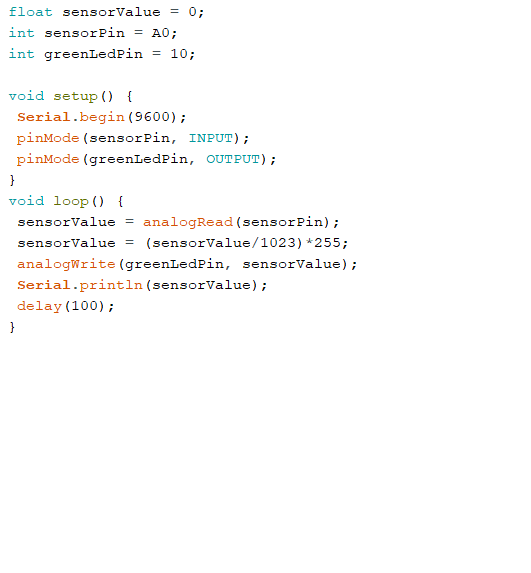 float sensorValue = 0;
int sensorPin = A0;
int greenLedPin = 10;

void setup() {
 Serial.begin(9600);
 pinMode(sensorPin, INPUT);
 pinMode(greenLedPin, OUTPUT);
}
void loop() {
 sensorValue = analogRead(sensorPin);
 sensorValue = (sensorValue/1023)*255;
 analogWrite(greenLedPin, sensorValue);
 Serial.println(sensorValue);
 delay(100);
}